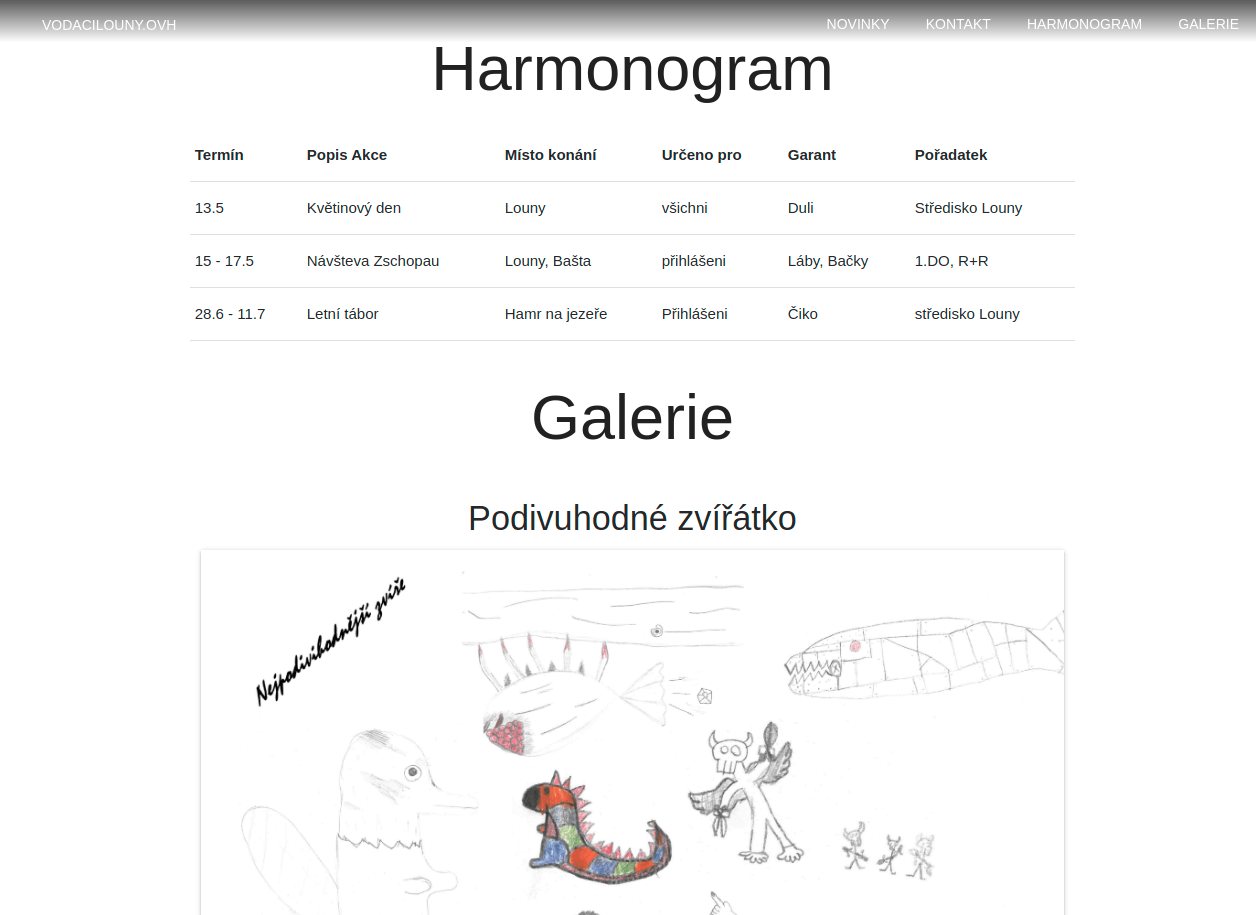 VODACILOUNY.OVH NOVINKY KONTAKT HARMONOGRAM GALERIE
Harmonogram
Termín Popis Akce Místo konání Určeno pro Garant Pořadatek
13.5 Květinový den Louny všichni Duli Středisko Louny
15 - 17.5 Návšteva Zschopau Louny, Bašta přihlášeni Láby, Bačky 1.DO, R+R
28.6 - 11.7 Letní tábor Hamr na jezeře Přihlášeni Čiko středisko Louny
Galerie
Podivuhodné zvířátko
Nejpodivihodnější zvíře